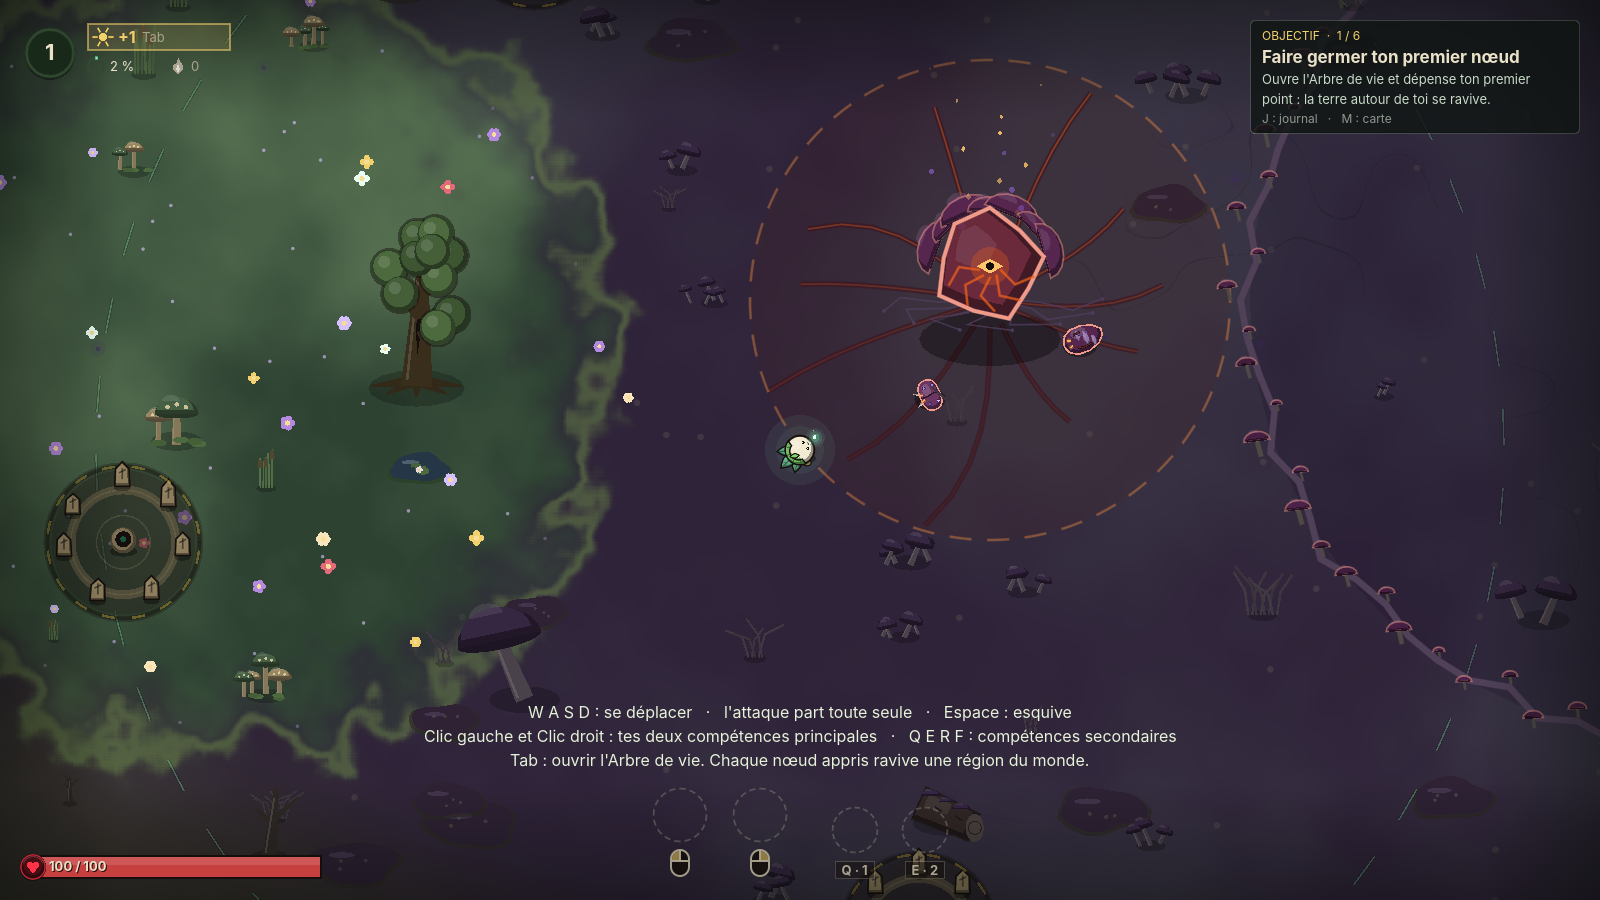 1
+1 Tab
2 %
0
OBJECTIF · 1 / 6
Faire germer ton premier nœud
Ouvre l'Arbre de vie et dépense ton premier
point : la terre autour de toi se ravive.
J : journal · M : carte
W A S D : se déplacer · l'attaque part toute seule · Espace : esquive
Clic gauche et Clic droit : tes deux compétences principales · Q E R F : compétences secondaires
Tab : ouvrir l'Arbre de vie. Chaque nœud appris ravive une région du monde.
100 / 100
Q · 1
E · 2